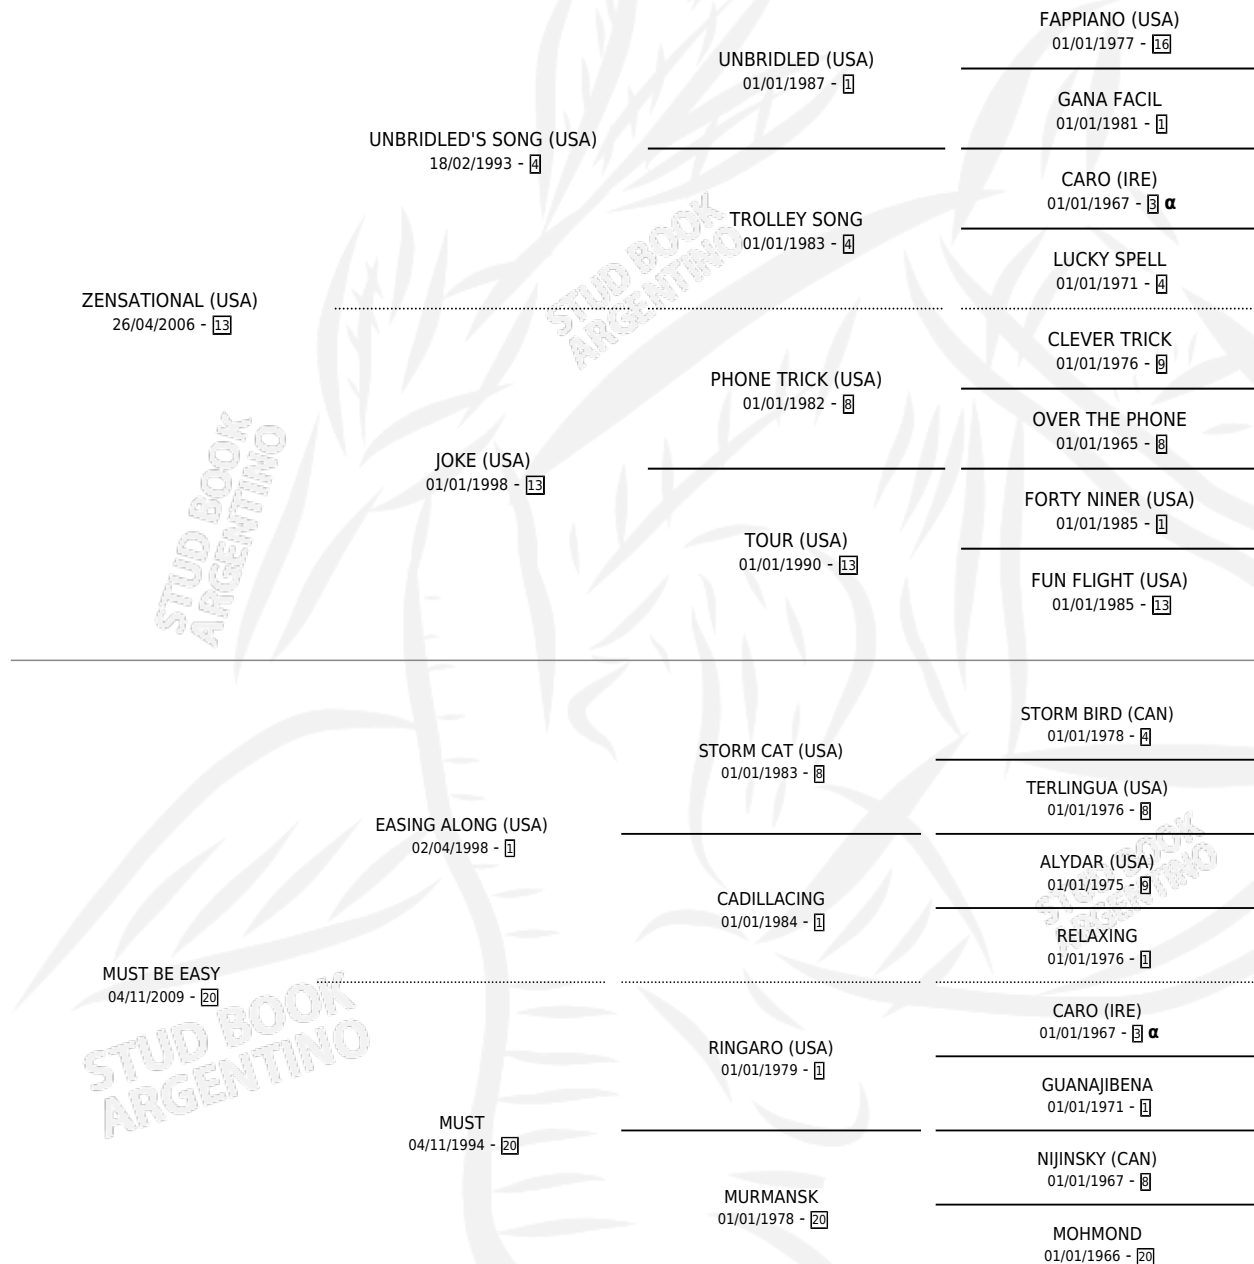 FAPPIANO (USA)
01/01/1977 - 16
UNBRIDLED (USA)
01/01/1987 - 1
GANA FACIL
01/01/1981 - 1
UNBRIDLED'S SONG (USA)
18/02/1993 - 4
CARO (IRE)
01/01/1967 - 3 α
TROLLEY SONG
01/01/1983 - 4
LUCKY SPELL
01/01/1971 - 4
ZENSATIONAL (USA)
26/04/2006 - 13
CLEVER TRICK
01/01/1976 - 9
PHONE TRICK (USA)
01/01/1982 - 8
OVER THE PHONE
01/01/1965 - 8
JOKE (USA)
01/01/1998 - 13
FORTY NINER (USA)
01/01/1985 - 1
TOUR (USA)
01/01/1990 - 13
FUN FLIGHT (USA)
01/01/1985 - 13
STORM BIRD (CAN)
01/01/1978 - 4
STORM CAT (USA)
01/01/1983 - 8
TERLINGUA (USA)
01/01/1976 - 8
EASING ALONG (USA)
02/04/1998 - 1
ALYDAR (USA)
01/01/1975 - 9
CADILLACING
01/01/1984 - 1
RELAXING
01/01/1976 - 1
MUST BE EASY
04/11/2009 - 20
CARO (IRE)
01/01/1967 - 3 α
RINGARO (USA)
01/01/1979 - 1
GUANAJIBENA
01/01/1971 - 1
MUST
04/11/1994 - 20
NIJINSKY (CAN)
01/01/1967 - 8
MURMANSK
01/01/1978 - 20
MOHMOND
01/01/1966 - 20
STUD BOOK
ARGENTINO
STUD BOOK
ARGENTINO
STUD BOOK
ARGENTINO
STUD BOOK
ARGENTINO